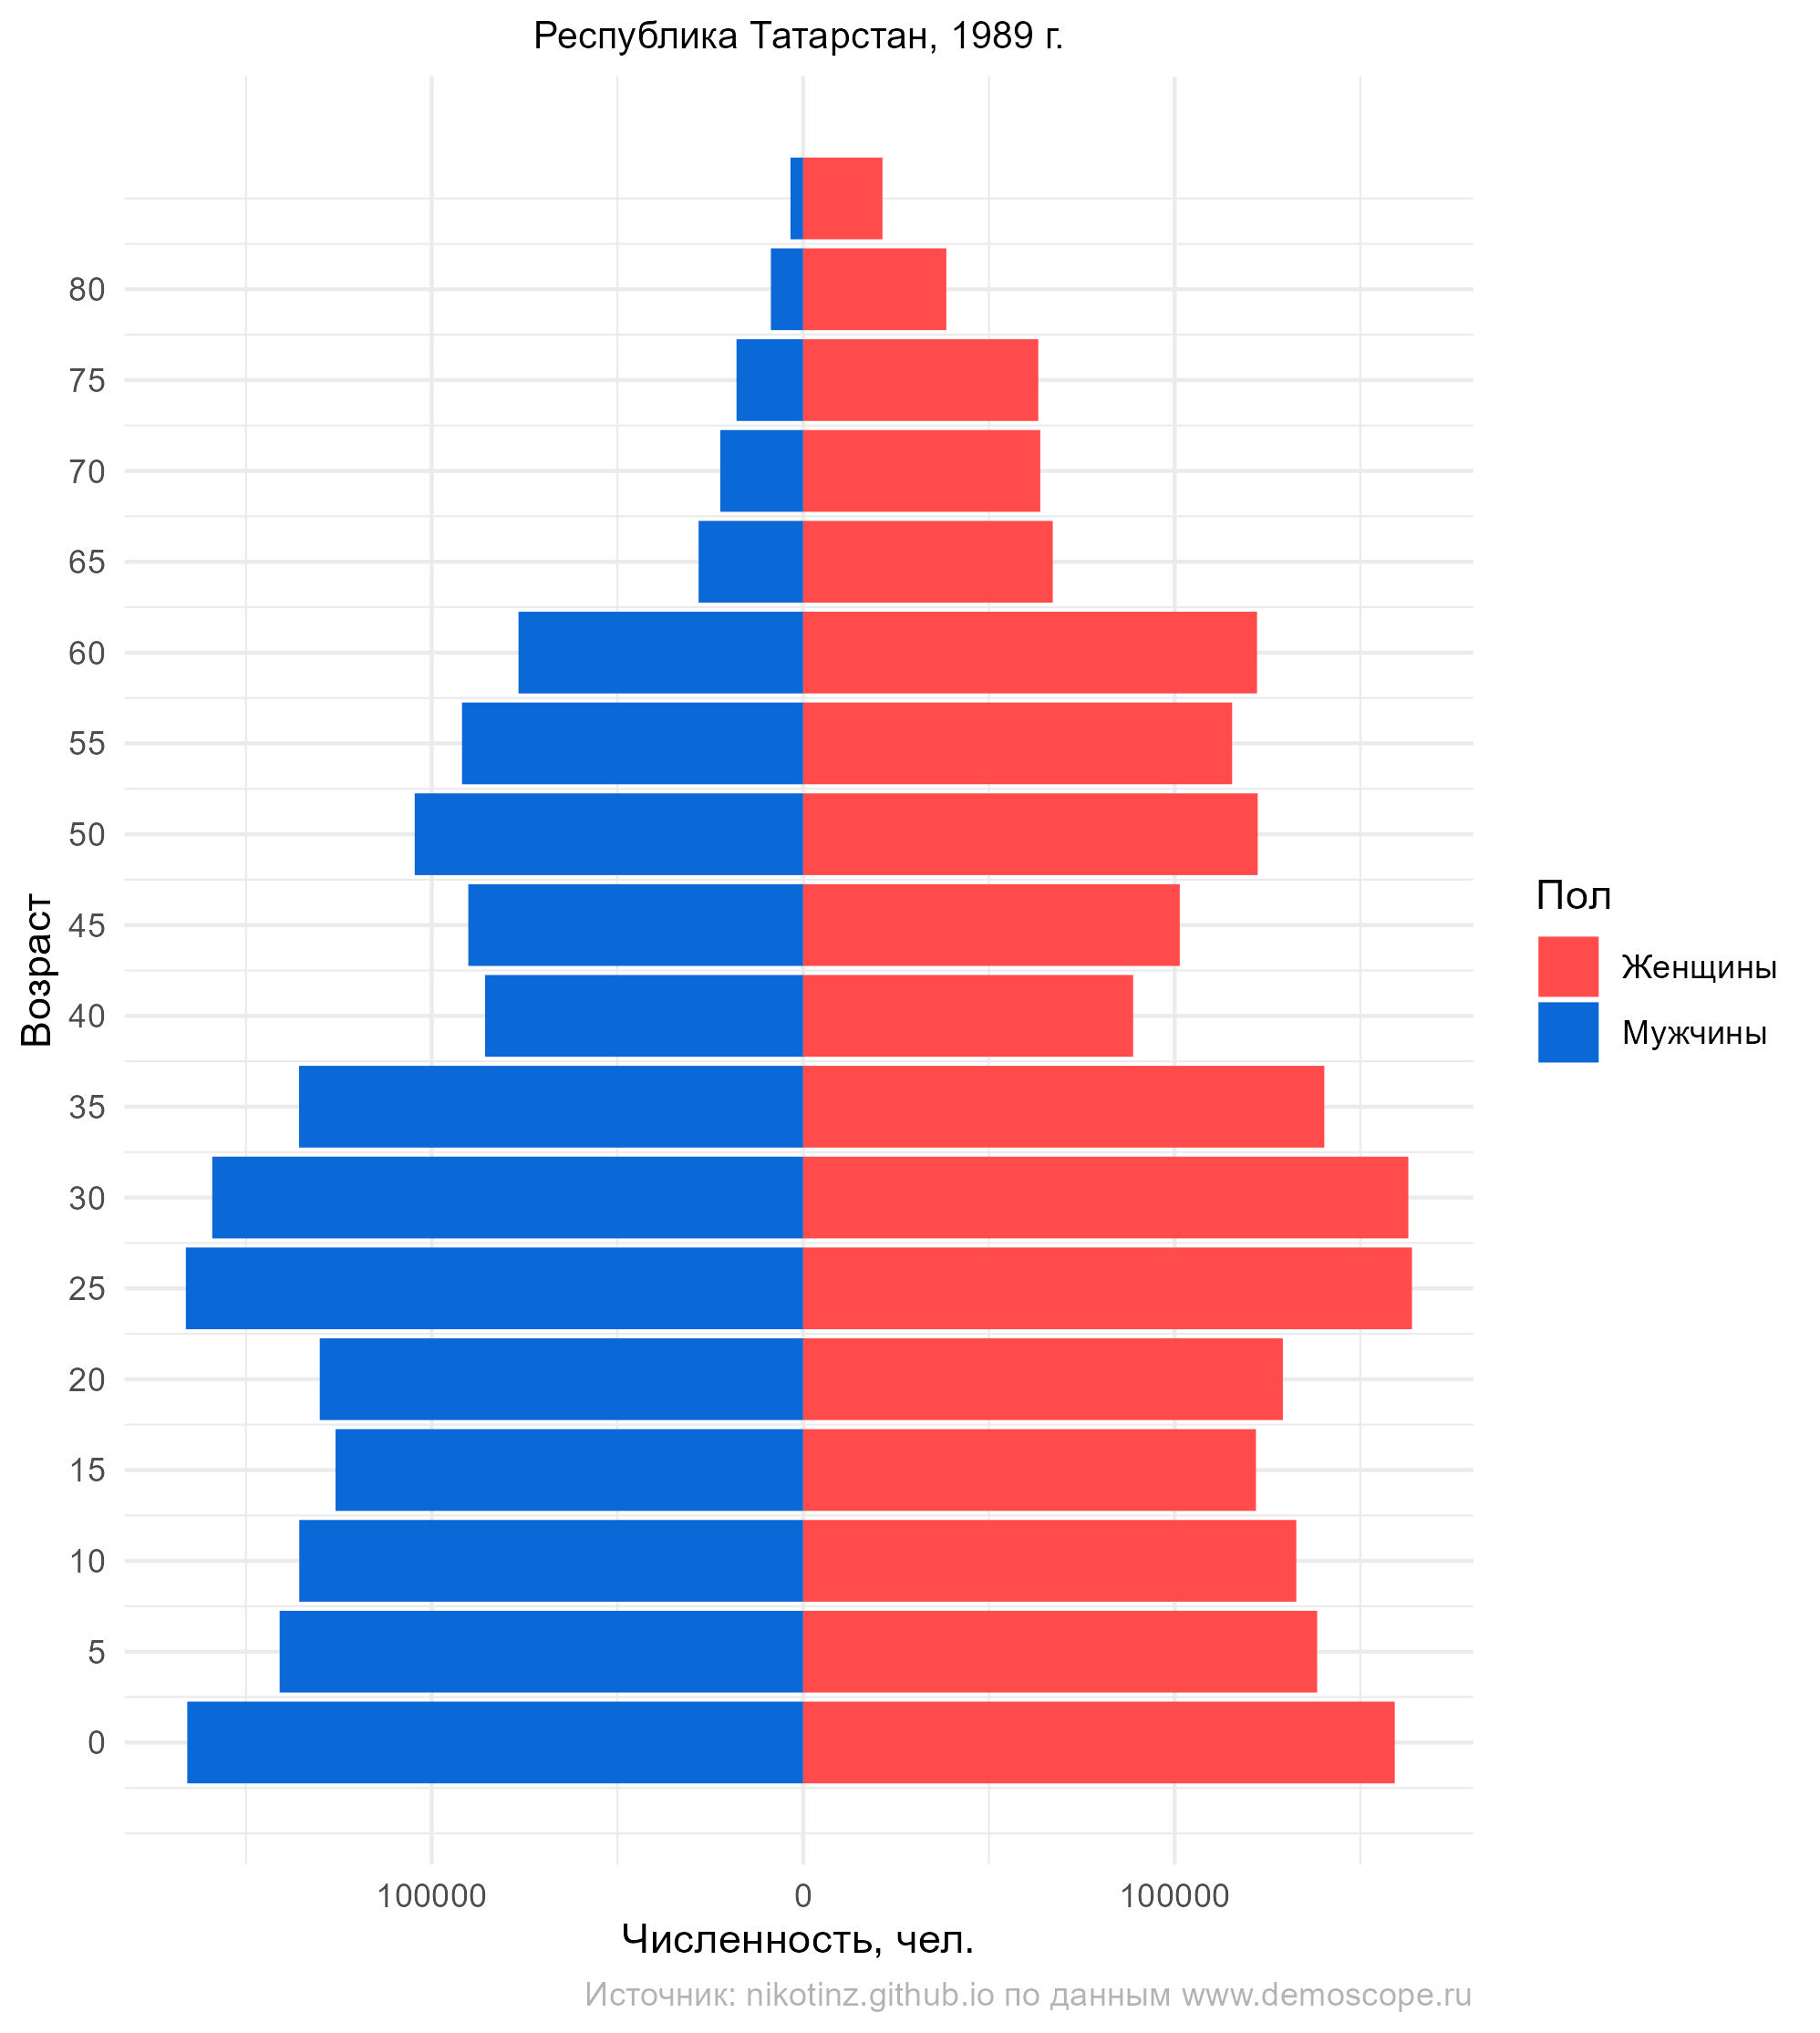 Республика Татарстан, 1989 г.
80
75
70
65
60
55
50
45
40
35
30
25
20
15
10
5
0
Возраст
100000 0 100000
Численность, чел.
Пол
Женщины
Мужчины
Источник: nikotinz.github.io по данным www.demoscope.ru